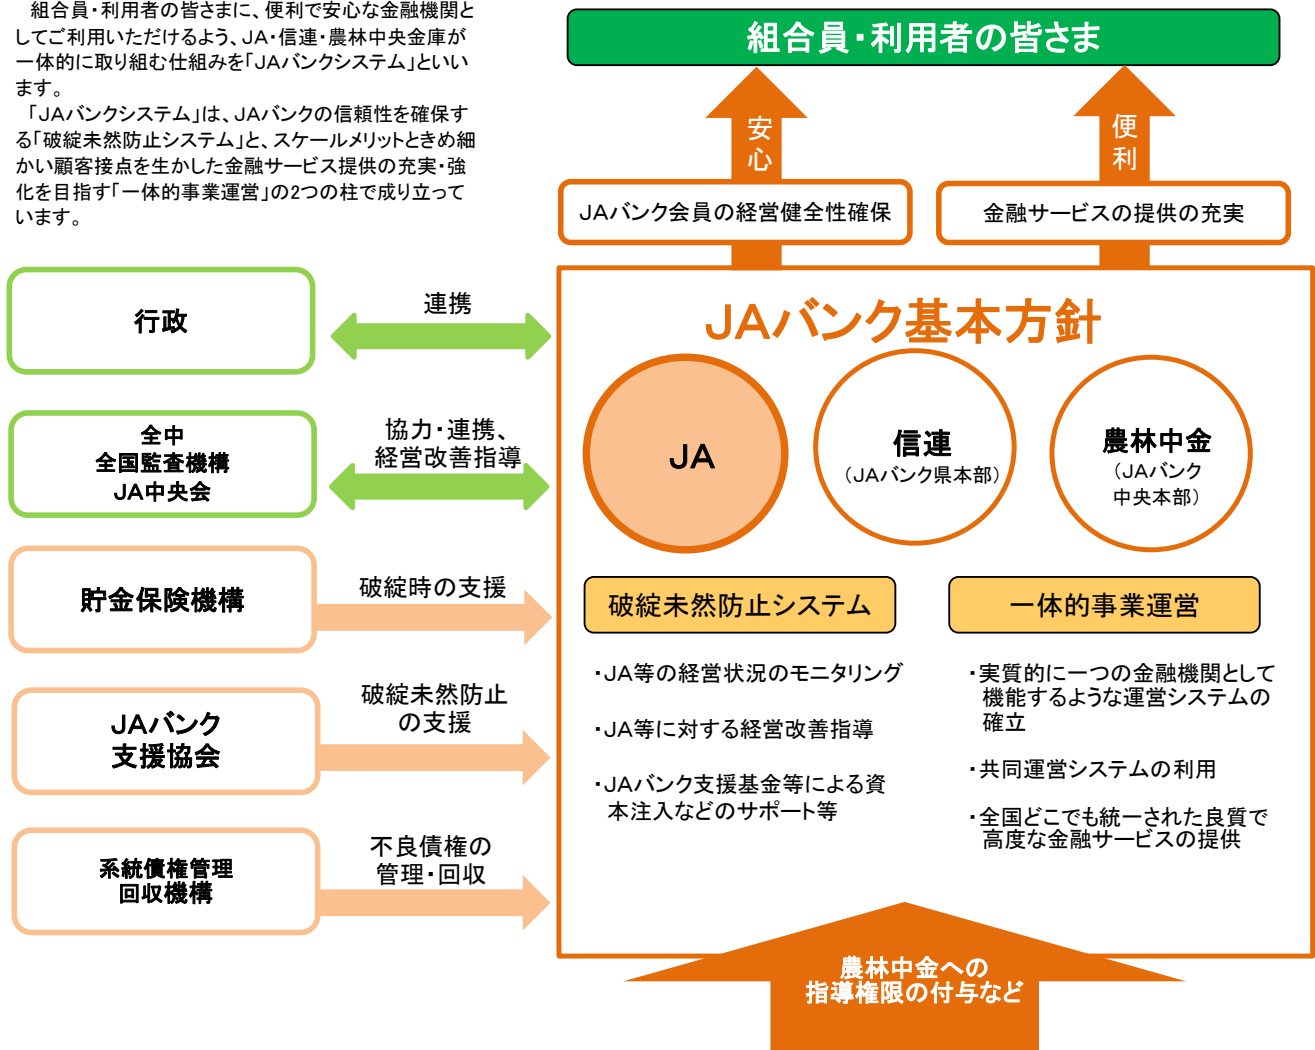 組合員・利用者の皆さまに、便利で安心な金融機関と
してご利用いただけるよう、JA・信連・農林中央金庫が
一体的に取り組む仕組みを「JAバンクシステム」といい
ます。
「JAバンクシステム」は、JAバンクの信頼性を確保す
る「破綻未然防止システム」と、スケールメリットときめ細
かい顧客接点を生かした金融サービス提供の充実・強
化を目指す「一体的事業運営」の2つの柱で成り立って
います。
組合員・利用者の皆さま
安心
便利
JAバンク会員の経営健全性確保
金融サービスの提供の充実
行政
連携
全中
全国監査機構
JA中央会
協力・連携、
経営改善指導
貯金保険機構
破綻時の支援
JAバンク
支援協会
破綻未然防止
の支援
系統債権管理
回収機構
不良債権の
管理・回収
JAバンク基本方針
JA
信連
（JAバンク県本部）
農林中金
（JAバンク
中央本部）
破綻未然防止システム
・JA等の経営状況のモニタリング
・JA等に対する経営改善指導
・JAバンク支援基金等による資
本注入などのサポート等
一体的事業運営
・実質的に一つの金融機関として
機能するような運営システムの
確立
・共同運営システムの利用
・全国どこでも統一された良質で
高度な金融サービスの提供
農林中金への
指導権限の付与など